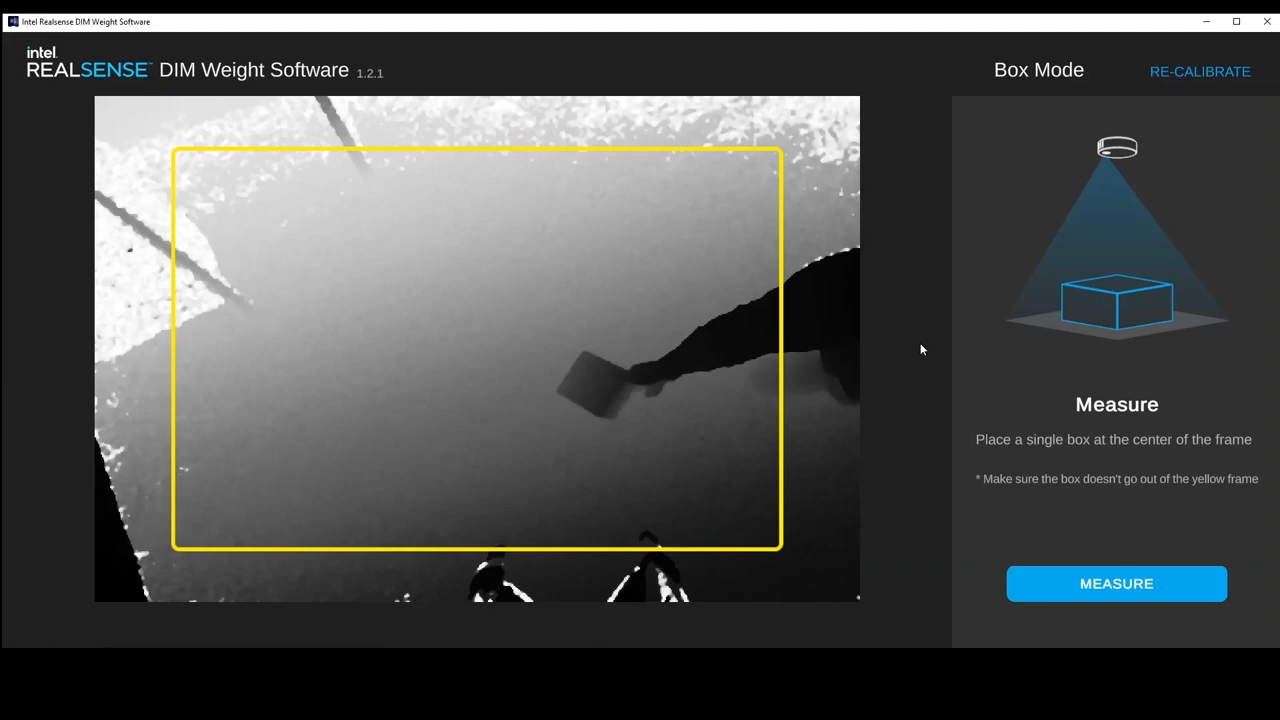 Intel Realsense DIM Weight Software
intel
REALSENSE™ DIM Weight Software 1.2.1
Box Mode
RE-CALIBRATE
Measure
Place a single box at the center of the frame
* Make sure the box doesn't go out of the yellow frame
MEASURE